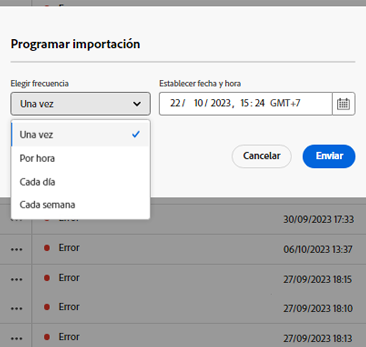 Programar importación
Elegir frecuencia
Establecer fecha y hora
Una vez
22/ 10/ 2023, 15:24 GMT+7
Una vez
Por hora
Cada día
Cada semana
Cancelar
Enviar
Error
30/09/2023 17:33
Error
06/10/2023 13:37
Error
27/09/2023 18:15
Error
27/09/2023 18:10
Error
27/09/2023 18:13